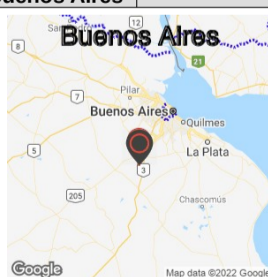 Buenos Aires
Buenos Aires
12
8
21
7
Pilar
Buenos Aires
Quilmes
5
La Plata
3
205
Chascomús
Google
Map data ©2022 Google